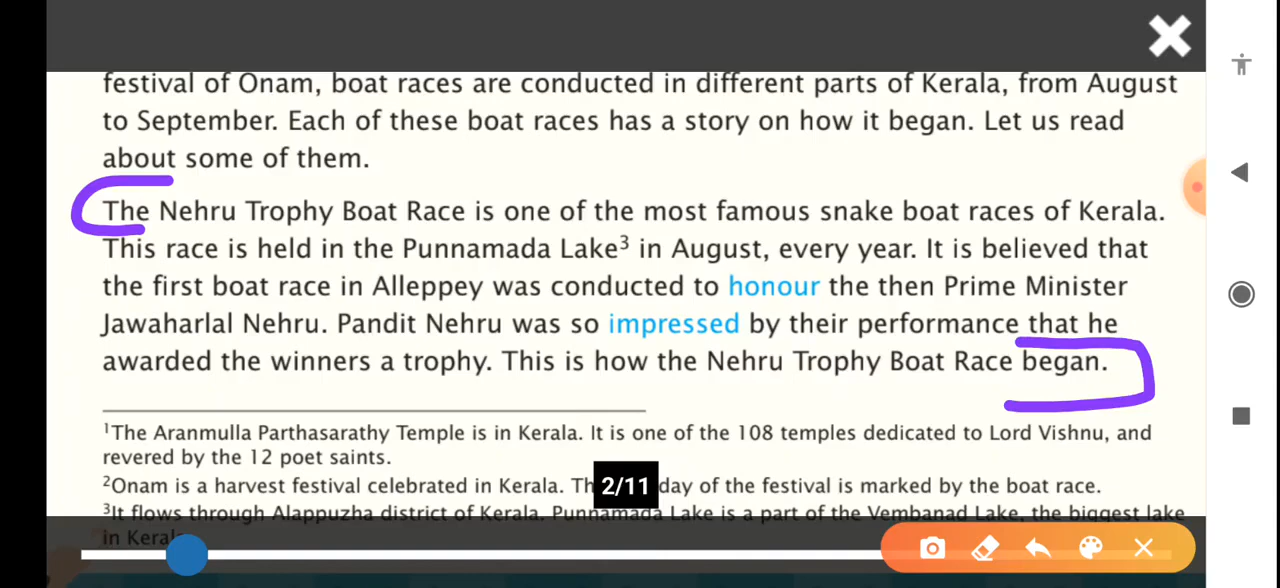 festival of Onam, boat races are conducted in different parts of Kerala, from August
to September. Each of these boat races has a story on how it began. Let us read
about some of them.
The Nehru Trophy Boat Race is one of the most famous snake boat races of Kerala.
This race is held in the Punnamada Lake³ in August, every year. It is believed that
the first boat race in Alleppey was conducted to honour the then Prime Minister
Jawaharlal Nehru. Pandit Nehru was so impressed by their performance that he
awarded the winners a trophy. This is how the Nehru Trophy Boat Race began.
¹The Aranmulla Parthasarathy Temple is in Kerala. It is one of the 108 temples dedicated to Lord Vishnu, and
revered by the 12 poet saints.
²Onam is a harvest festival celebrated in Kerala. Th day of the festival is marked by the boat race.
2/11
³It flows through Alappuzha district of Kerala. Punnamada Lake is a part of the Vembanad Lake, the biggest lake
in Kerala